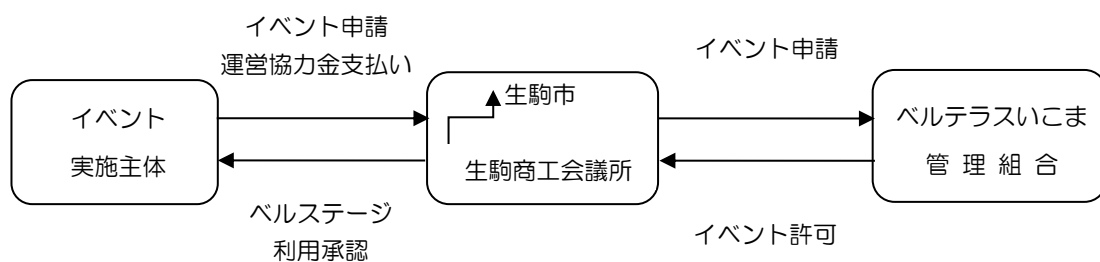 イベント申請
運営協力金支払い
イベント申請
イベント
実施主体
生駒市
生駒商工会議所
ベルテラスいこま
管 理 組 合
ベルステージ
利用承認
イベント許可